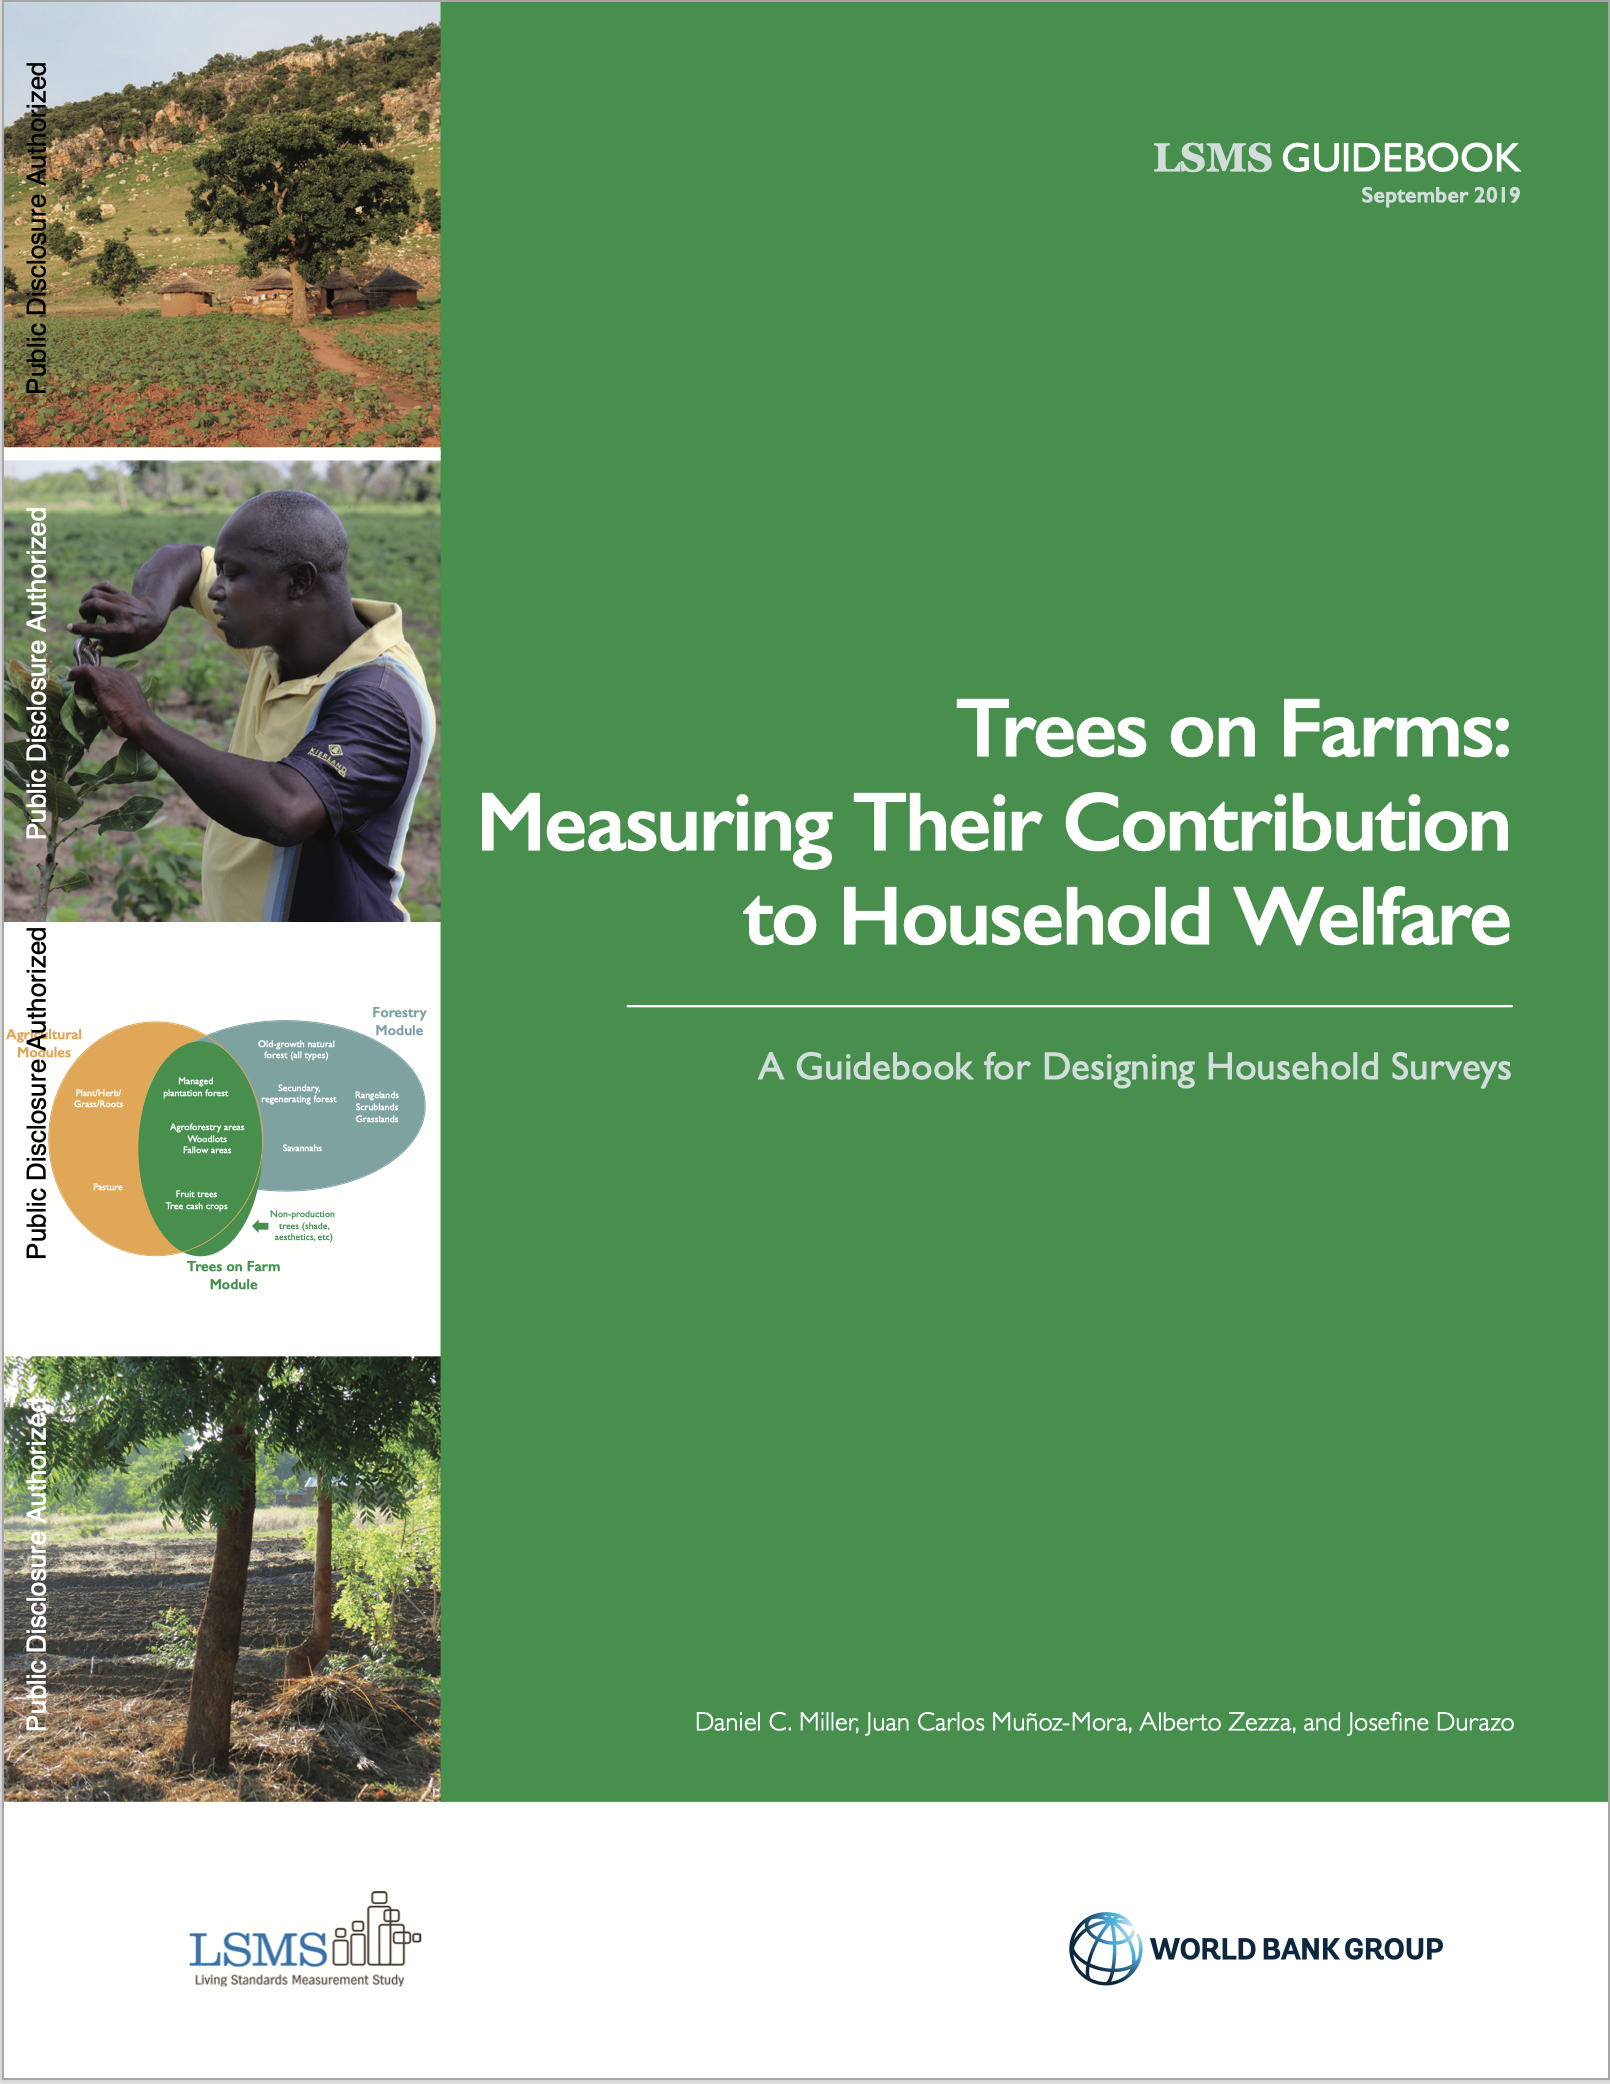 Public Disclosure Authorized
Public Disclosure Authorized
Public Disclosure Authorized
Public Disclosure Authorized
LSMS GUIDEBOOK
September 2019
Trees on Farms:
Measuring Their Contribution
to Household Welfare
A Guidebook for Designing Household Surveys
KIERLAND
Agricultural
Modules
Forestry
Module
Plant/Herb/
Grass/Roots
Pasture
Managed
plantation forest
Agroforestry areas
Woodlots
Fallow areas
Fruit trees
Tree cash crops
Old-growth natural
forest (all types)
Secundary,
regenerating forest
Savannahs
Rangelands
Scrublands
Grasslands
Non-production
trees (shade,
aesthetics, etc)
Trees on Farm
Module
Daniel C. Miller, Juan Carlos Muñoz-Mora, Alberto Zezza, and Josefine Durazo
LSMS
Living Standards Measurement Study
WORLD BANK GROUP